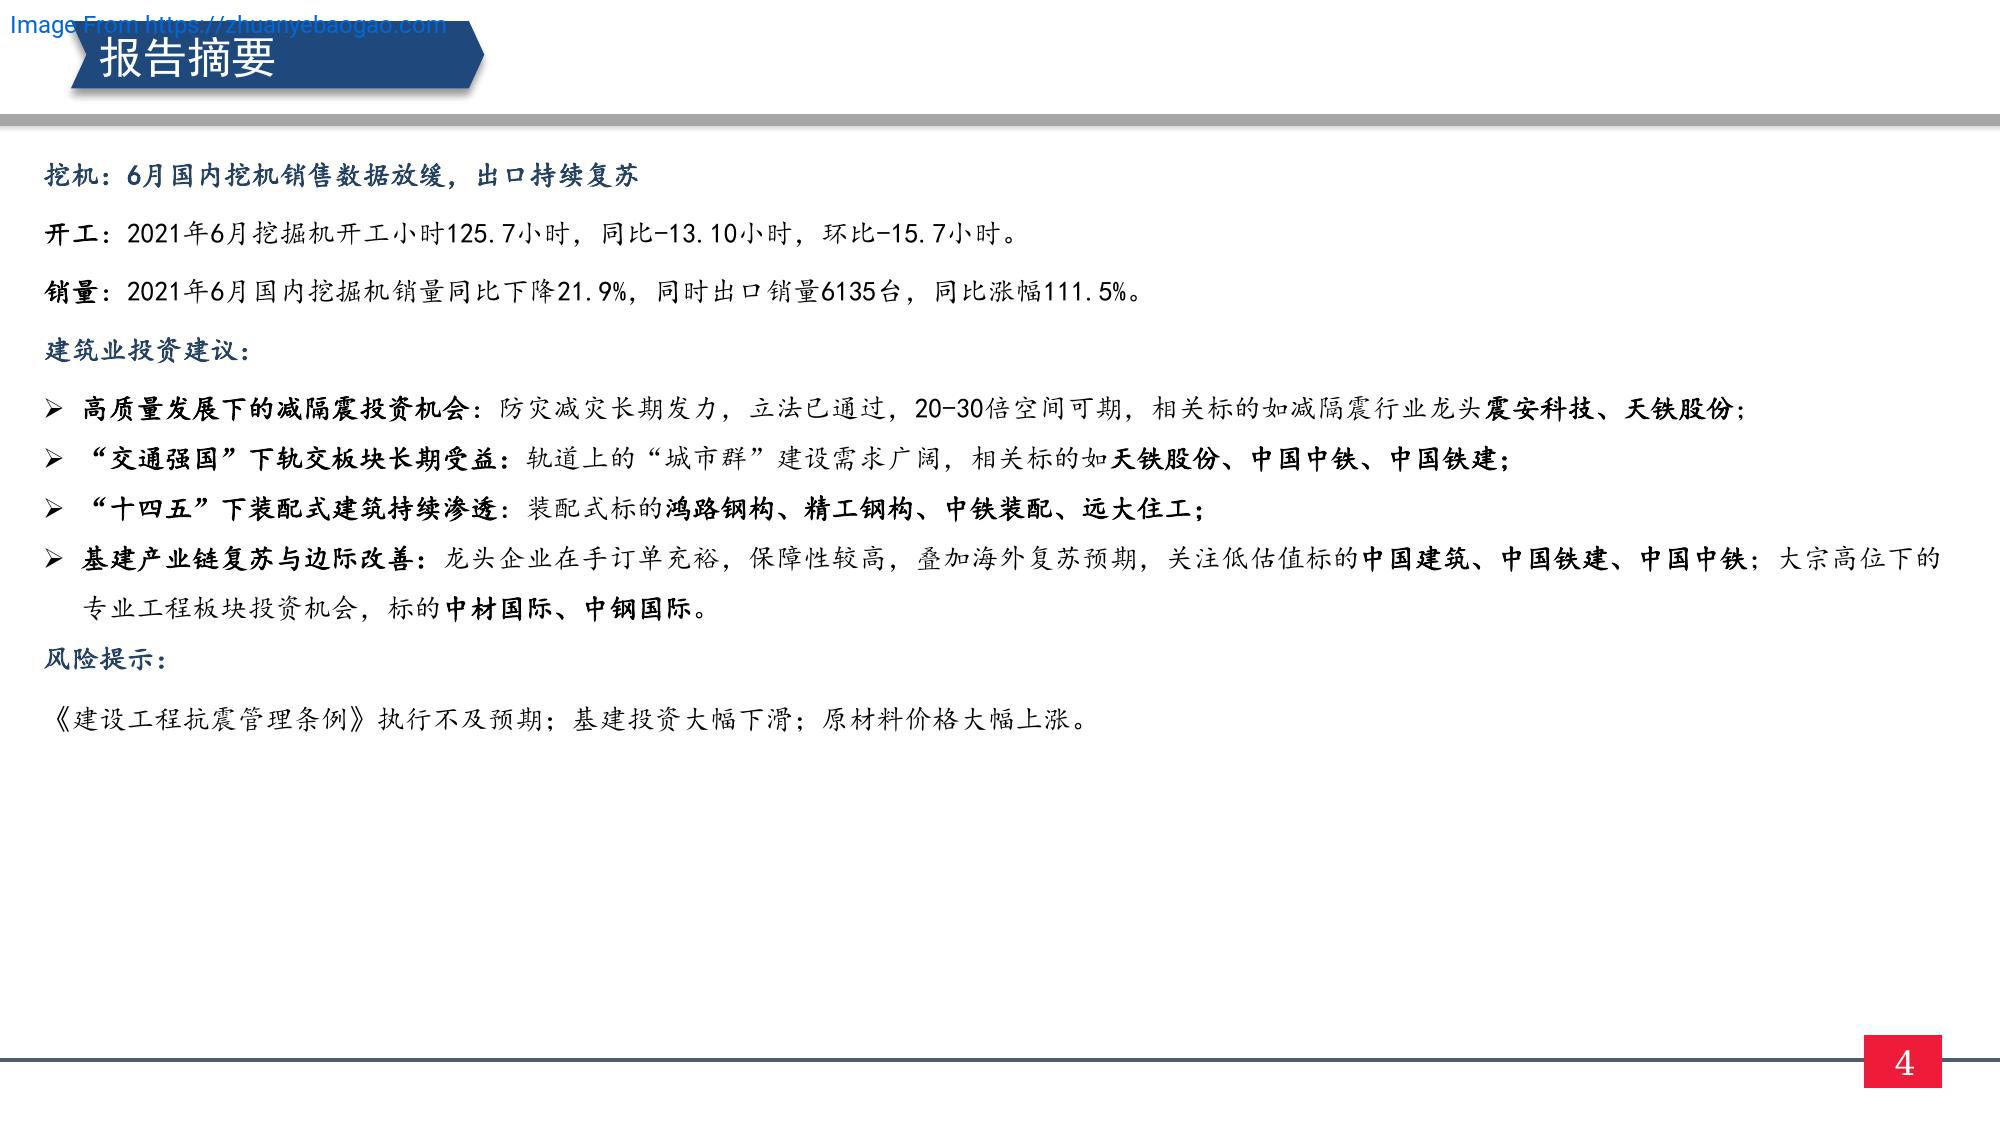 Image From https://zhuanyebaogao.com
报告摘要
挖机：6月国内挖机销售数据放缓，出口持续复苏
开工：2021年6月挖掘机开工小时125.7小时，同比-13.10小时，环比-15.7小时。
销量：2021年6月国内挖掘机销量同比下降21.9%，同时出口销量6135台，同比涨幅111.5%。
建筑业投资建议：
➢ 高质量发展下的减隔震投资机会：防灾减灾长期发力，立法已通过，20-30倍空间可期，相关标的如减隔震行业龙头震安科技、天铁股份；
➢ “交通强国”下轨交板块长期受益：轨道上的“城市群”建设需求广阔，相关标的如天铁股份、中国中铁、中国铁建；
➢ “十四五”下装配式建筑持续渗透：装配式标的鸿路钢构、精工钢构、中铁装配、远大住工；
➢ 基建产业链复苏与边际改善：龙头企业在手订单充裕，保障性较高，叠加海外复苏预期，关注低估值标的中国建筑、中国铁建、中国中铁；大宗高位下的
专业工程板块投资机会，标的中材国际、中钢国际。
风险提示：
《建设工程抗震管理条例》执行不及预期；基建投资大幅下滑；原材料价格大幅上涨。
4